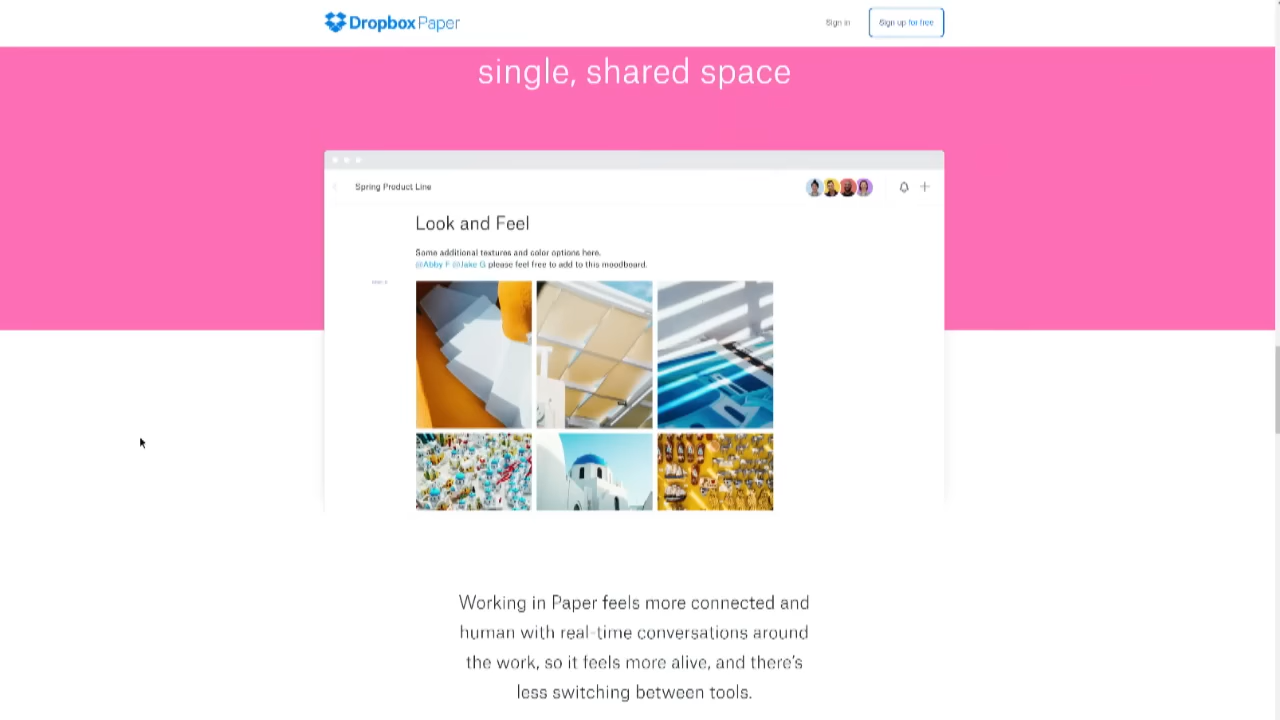 Dropbox Paper
Sign in
Sign up for free
single, shared space
Spring Product Line
Look and Feel
Some additional textures and color options here.
@Abby F @Jake G please feel free to add to this moodboard.
Working in Paper feels more connected and
human with real-time conversations around
the work, so it feels more alive, and there's
less switching between tools.